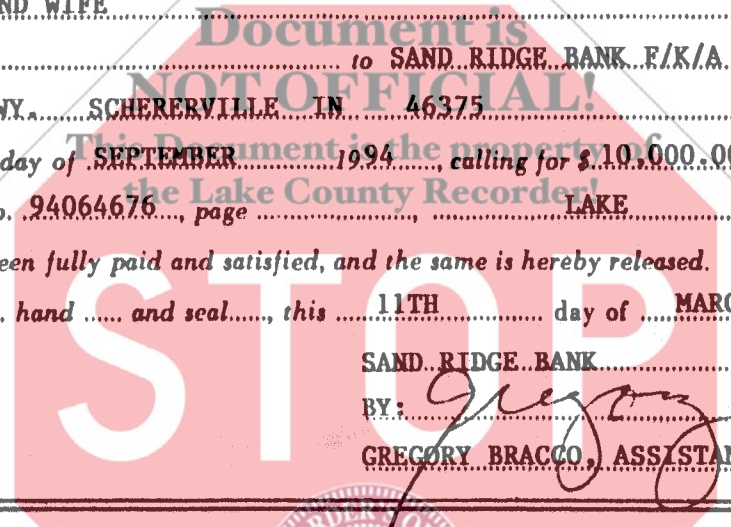 ND WIFE
Document is
to SAND RIDGE BANK F/K/A
NOT OFFICIAL!
NY. SCHERERVILLE IN 46375
This Document is the property of
day of SEPTEMBER 1994, calling for $ 10,000.00
the Lake County Recorder!
o. 94064676, page , LAKE
een fully paid and satisfied, and the same is hereby released.
hand and seal, this 11TH day of MARC
STOP
SAND RIDGE BANK
BY: Gregory
GREGORY BRACCO, ASSISTAN